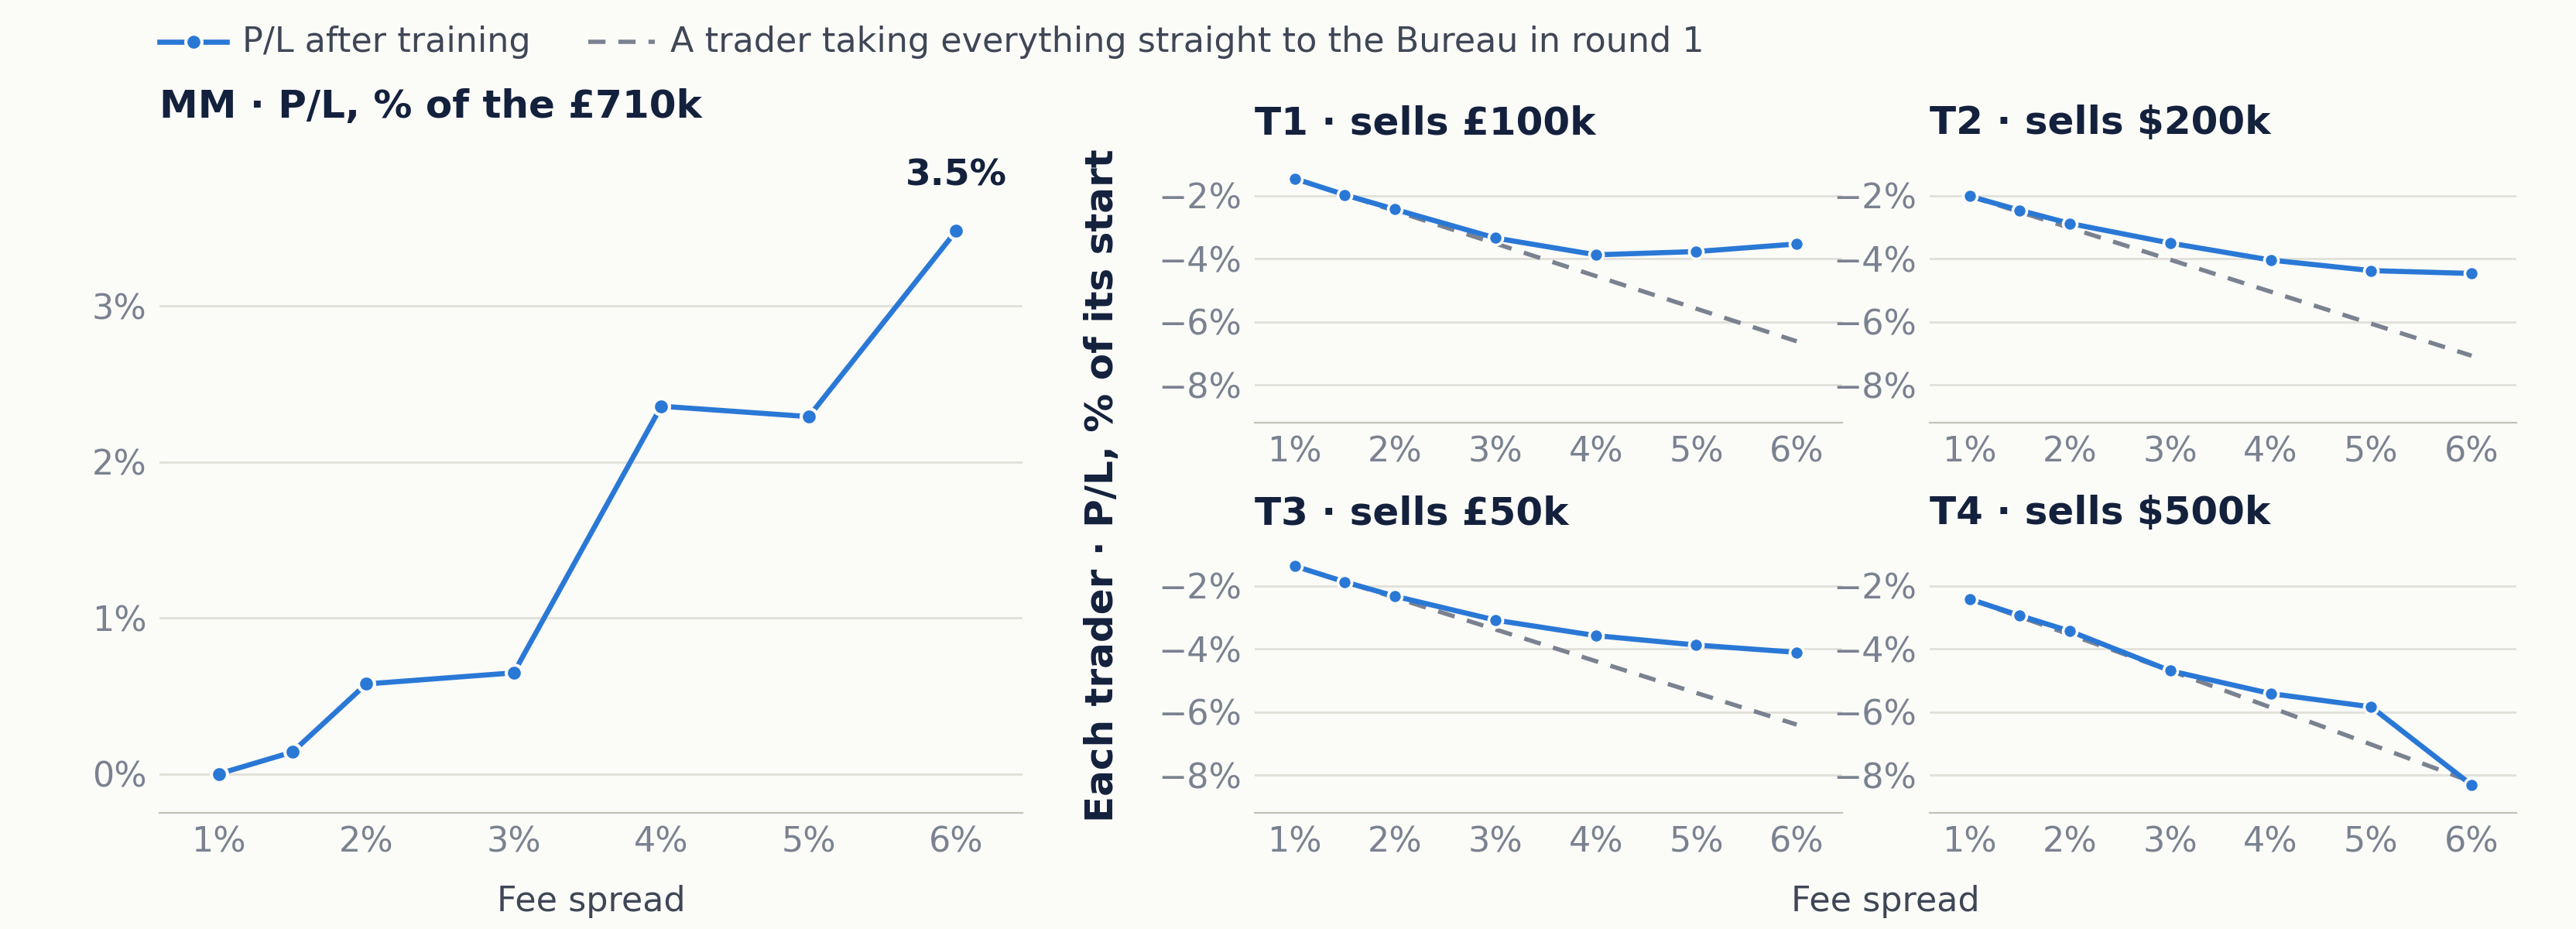 P/L after training
A trader taking everything straight to the Bureau in round 1
MM · P/L, % of the £710k
3.5%
3%
2%
1%
0%
1% 2% 3% 4% 5% 6%
Fee spread
Each trader · P/L, % of its start
T1 · sells £100k
−2%
−4%
−6%
−8%
1% 2% 3% 4% 5% 6%
T2 · sells $200k
−2%
−4%
−6%
−8%
1% 2% 3% 4% 5% 6%
T3 · sells £50k
−2%
−4%
−6%
−8%
1% 2% 3% 4% 5% 6%
T4 · sells $500k
−2%
−4%
−6%
−8%
1% 2% 3% 4% 5% 6%
Fee spread